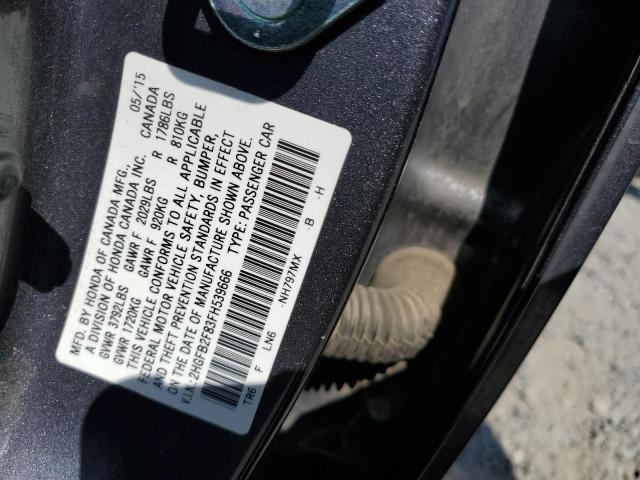 MFD. BY HONDA OF CANADA MFG., 05/'15
A DIVISION OF HONDA CANADA INC. CANADA
GVWR 3792LBS GAWR F 2029LBS R 1786LBS
GVWR 1720KG GAWR F 920KG R 810KG
THIS VEHICLE CONFORMS TO ALL APPLICABLE
FEDERAL MOTOR VEHICLE SAFETY, BUMPER,
AND THEFT PREVENTION STANDARDS IN EFFECT
ON THE DATE OF MANUFACTURE SHOWN ABOVE.
V.I.N.: 2HGFB2F83FH539666 TYPE: PASSENGER CAR
TR6 F LN6 -NH797MX -B -H